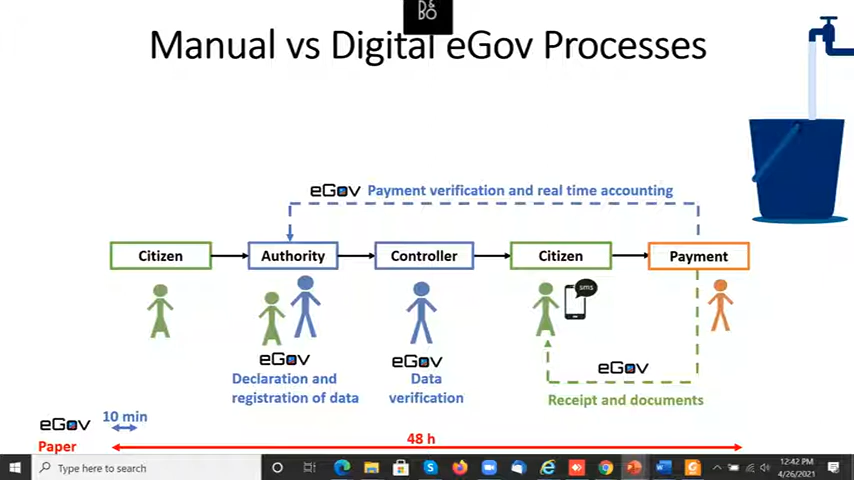 B&O
Manual vs Digital eGov Processes
eGov Payment verification and real time accounting
Citizen
Authority
Controller
Citizen
Payment
sms
eGov
Declaration and
registration of data
eGov
Data
verification
eGov
Receipt and documents
eGov
10 min
Paper
48 h
Type here to search
12:42 PM
4/26/2021